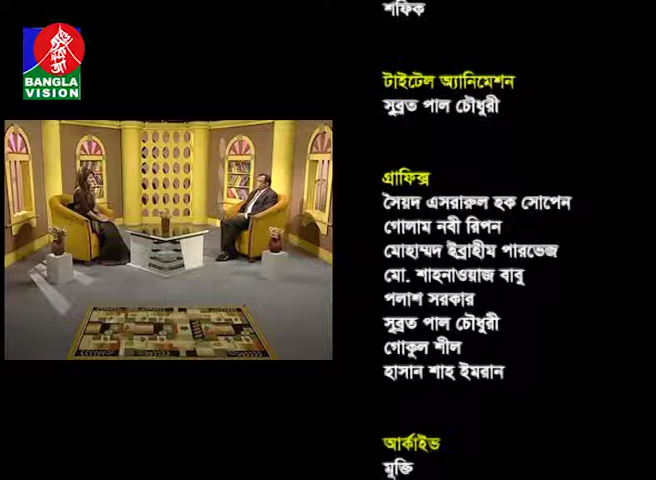 BANGLA
VISION
শফিক
টাইটেল অ্যানিমেশন
সুব্রত পাল চৌধুরী
গ্রাফিক্স
সৈয়দ এসরারুল হক সোপেন
গোলাম নবী রিপন
মোহাম্মদ ইব্রাহীম পারভেজ
মো. শাহনাওয়াজ বাবু
পলাশ সরকার
সুব্রত পাল চৌধুরী
গোকুল শীল
হাসান শাহ ইমরান
আর্কাইভ
মুক্তি